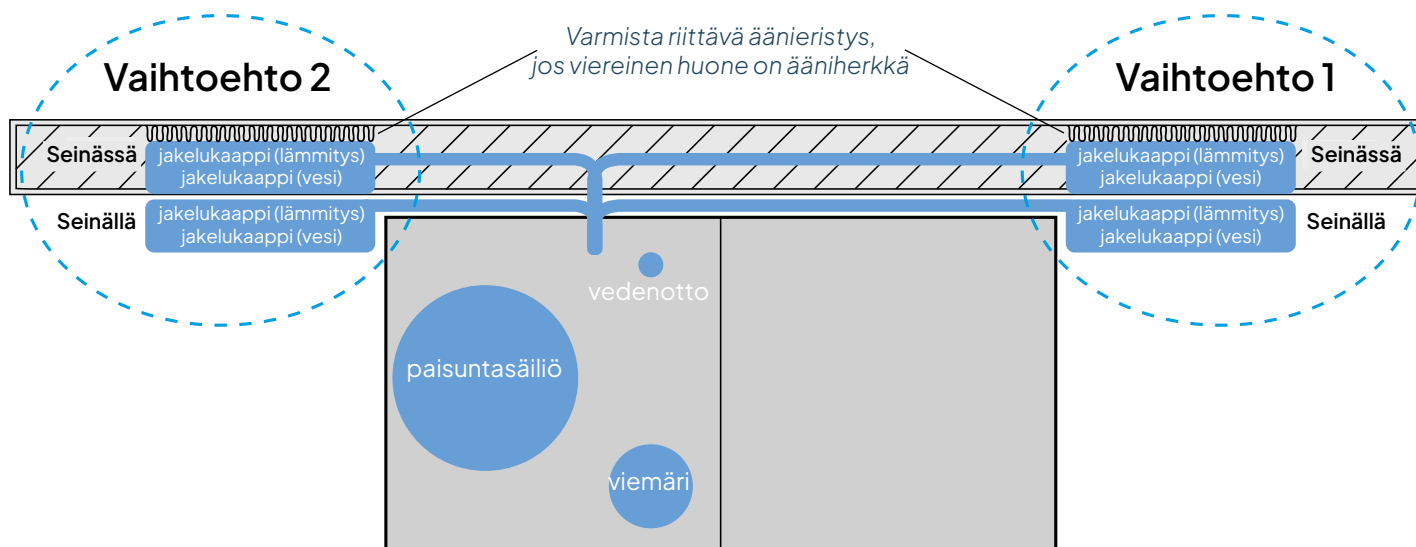 Varmista riittävä äänieristys,
jos viereinen huone on ääniherkkä
Vaihtoehto 2
Vaihtoehto 1
Seinässä
jakelukaappi (lämmitys)
jakelukaappi (vesi)
jakelukaappi (lämmitys)
jakelukaappi (vesi)
Seinässä
Seinällä
jakelukaappi (lämmitys)
jakelukaappi (vesi)
jakelukaappi (lämmitys)
jakelukaappi (vesi)
Seinällä
vedenotto
paisuntasäiliö
viemäri